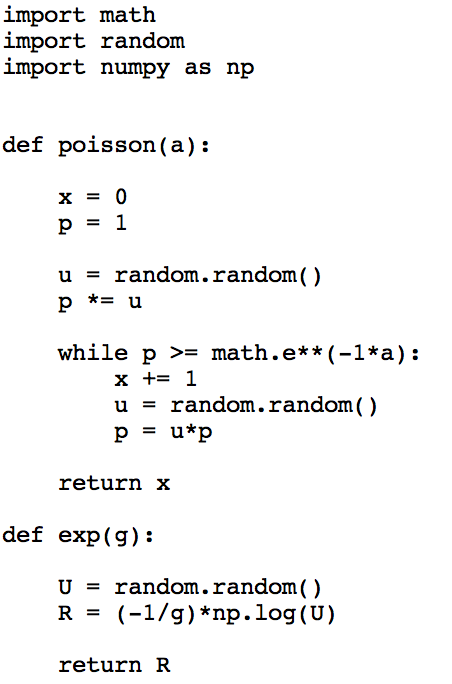 import math
import random
import numpy as np
def poisson(a):
    x = 0
    p = 1
    u = random.random()
    p *= u
    while p >= math.e**(-1*a):
        x += 1
        u = random.random()
        p = u*p
    return x
def exp(g):
    U = random.random()
    R = (-1/g)*np.log(U)
    return R